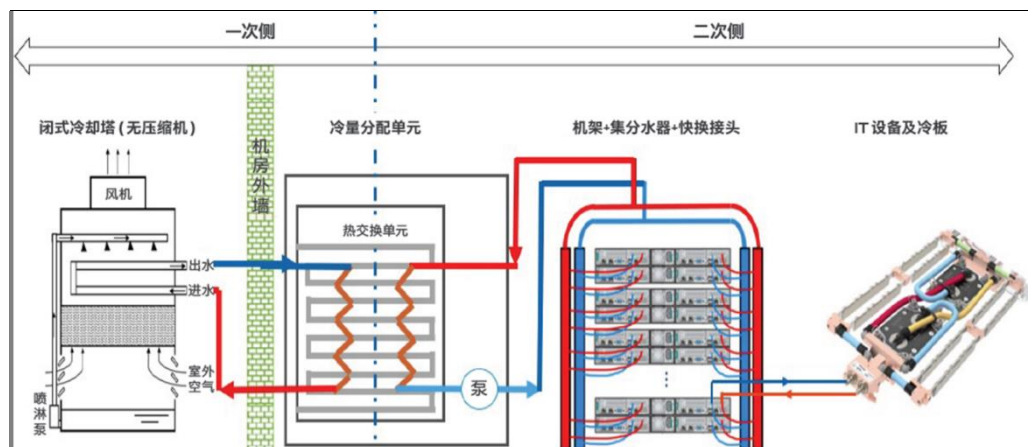 一次侧
二次侧
闭式冷却塔(无压缩机)
冷量分配单元
机架+集分水器+快换接头
IT设备及冷板
机房外墙
风机
热交换单元
出水
进水
泵
室外
空气
喷淋泵